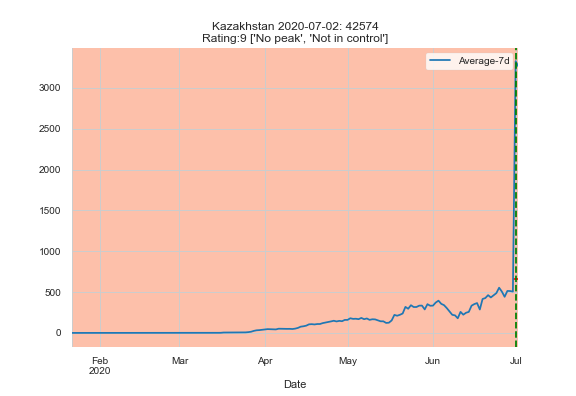 Kazakhstan 2020-07-02: 42574
Rating:9 ['No peak', 'Not in control']
Average-7d
3000
2500
2000
1500
1000
500
0
Feb
2020
Mar
Apr
May
Jun
Jul
Date